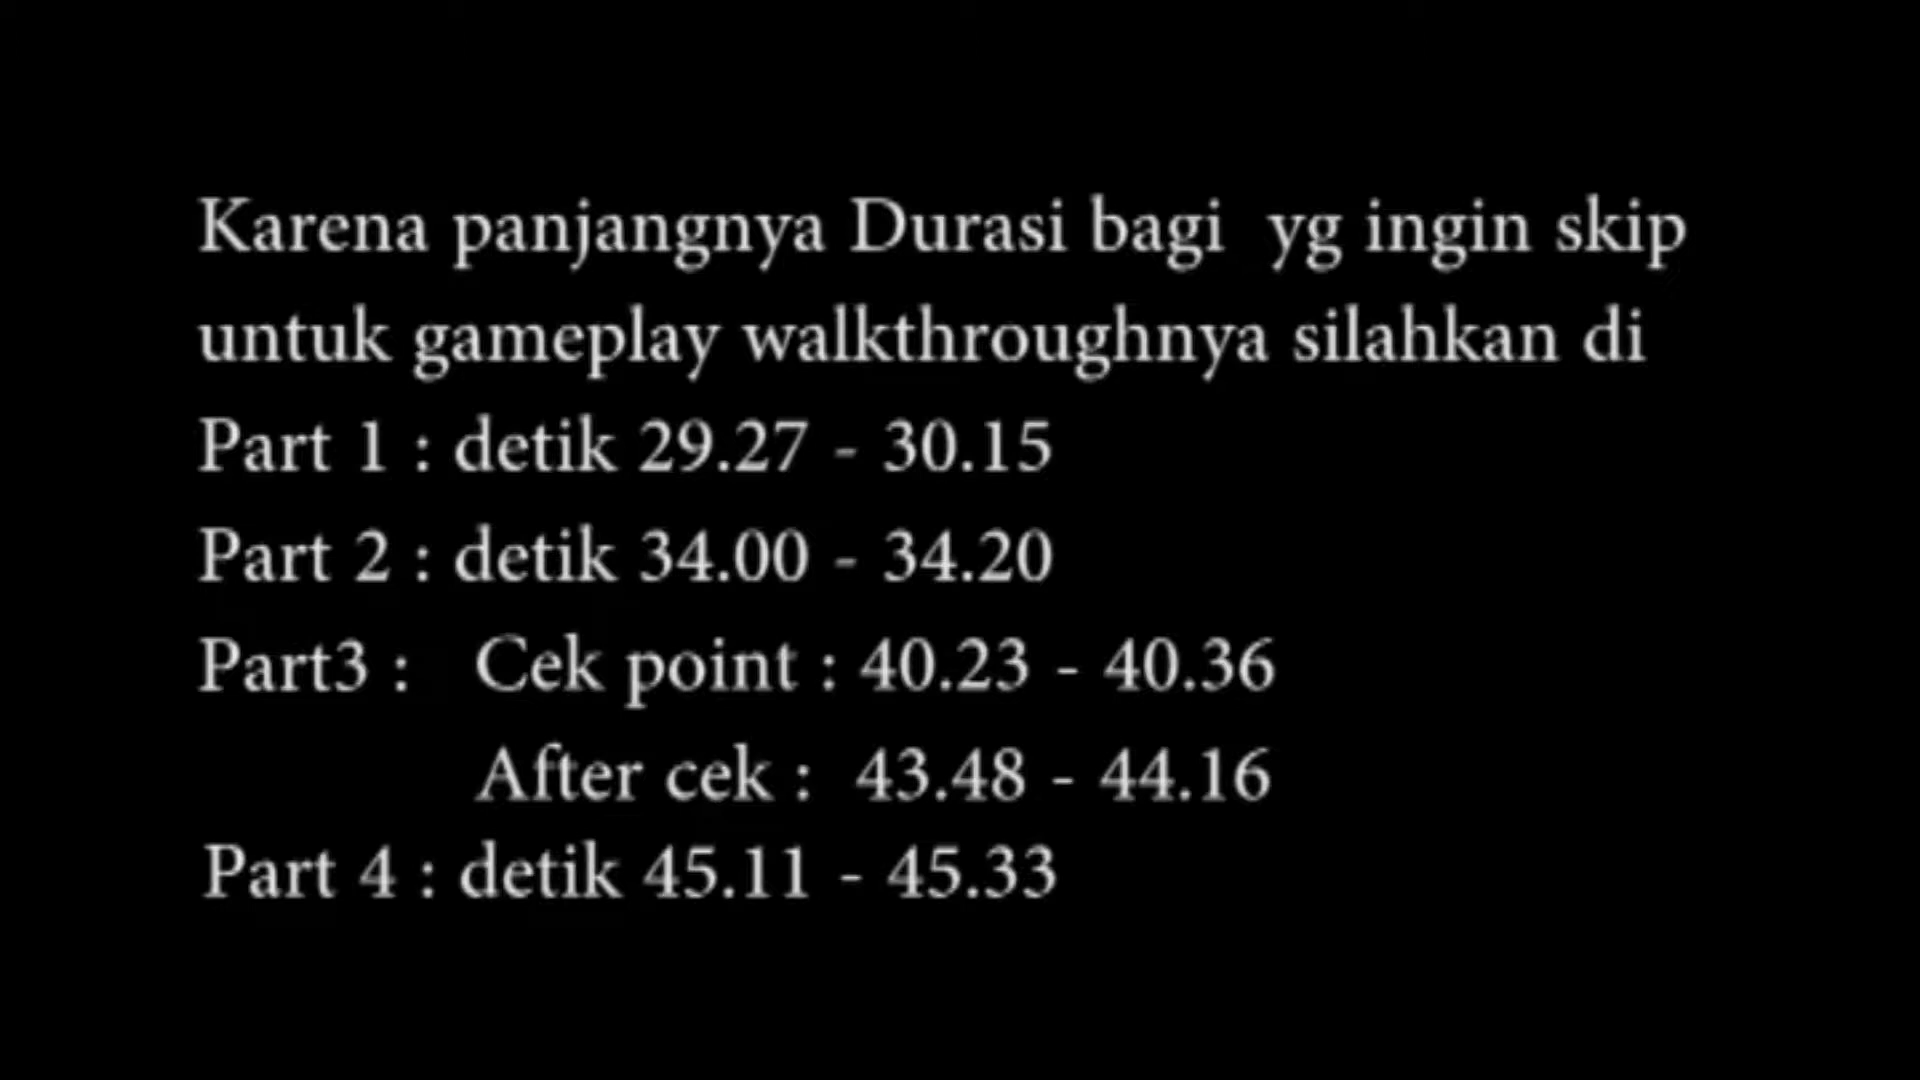 Karena panjangnya Durasi bagi  yg ingin skip
untuk gameplay walkthroughnya silahkan di
Part 1 : detik 29.27 - 30.15
Part 2 : detik 34.00 - 34.20
Part3 :   Cek point : 40.23 - 40.36
After cek :  43.48 - 44.16
Part 4 : detik 45.11 - 45.33